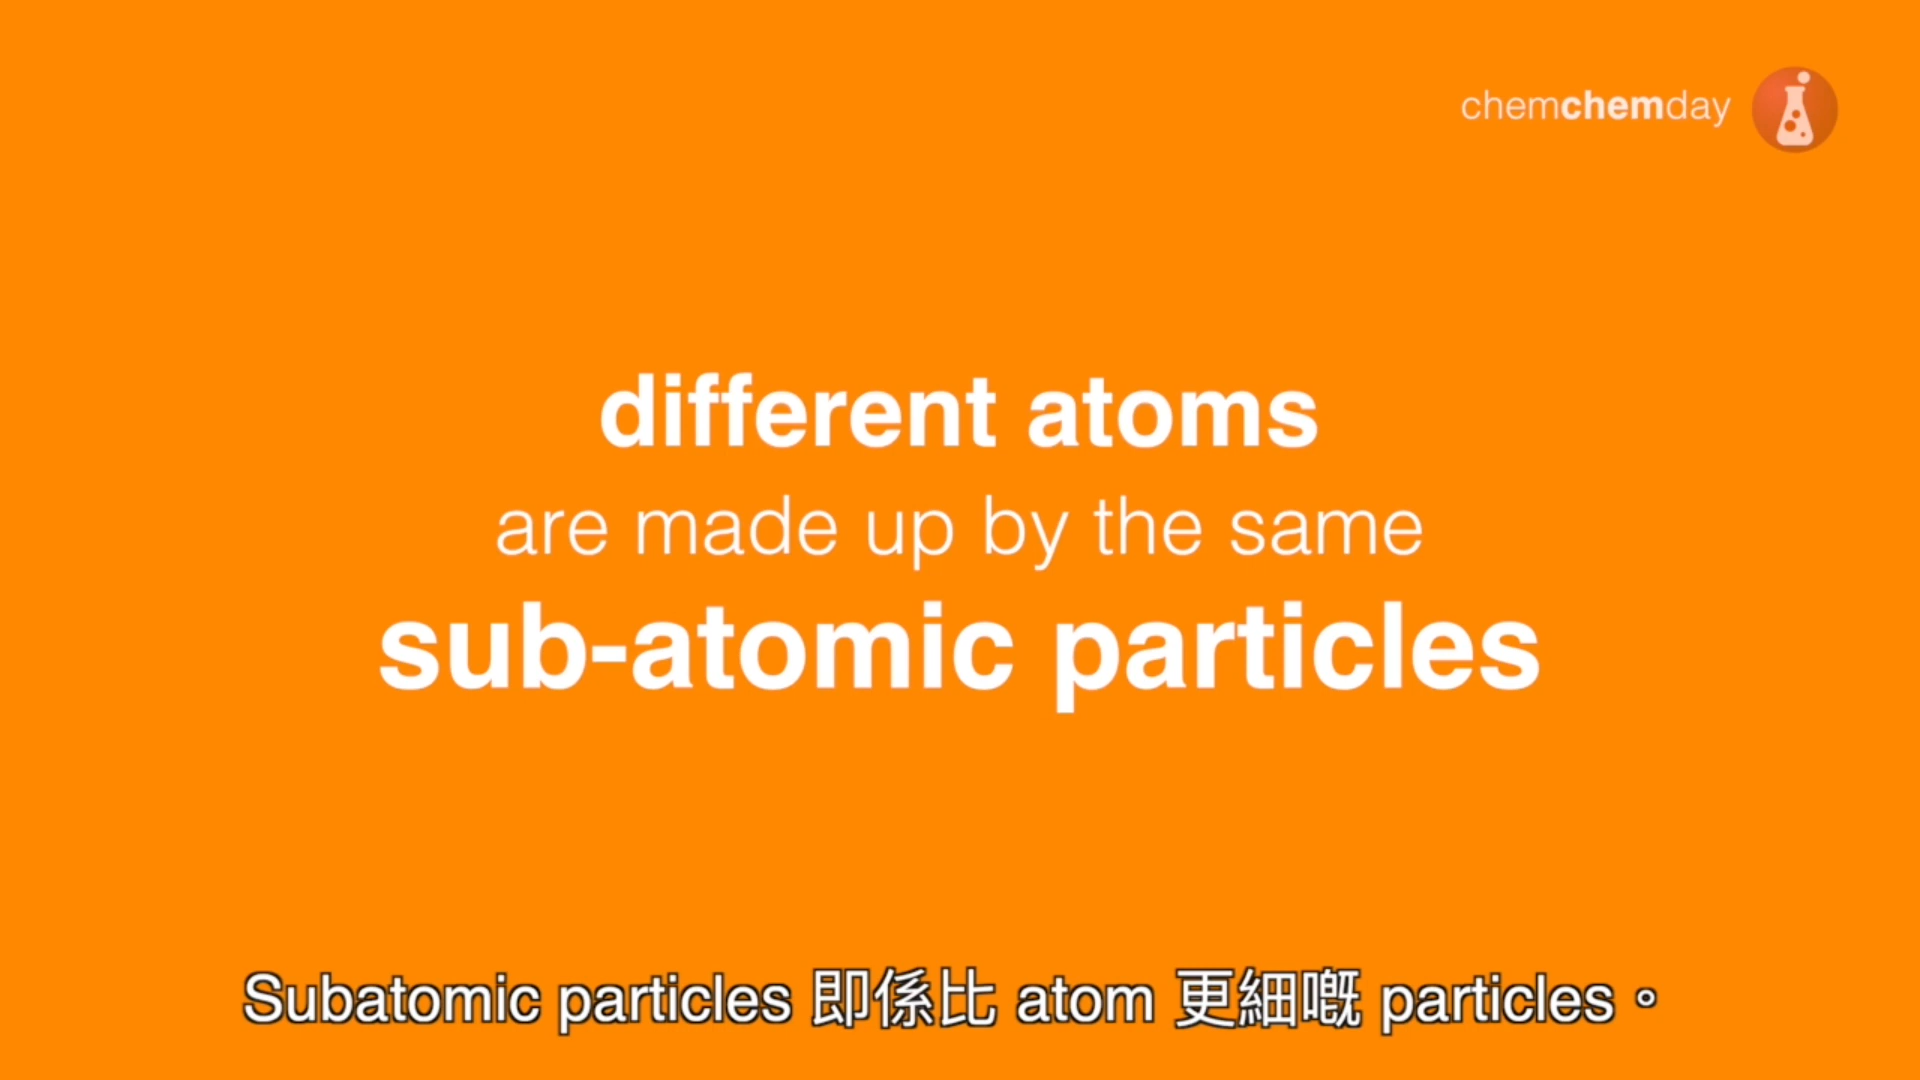 chemchemday
different atoms
are made up by the same
sub-atomic particles
Subatomic particles 即係比 atom 更細嘅 particles。